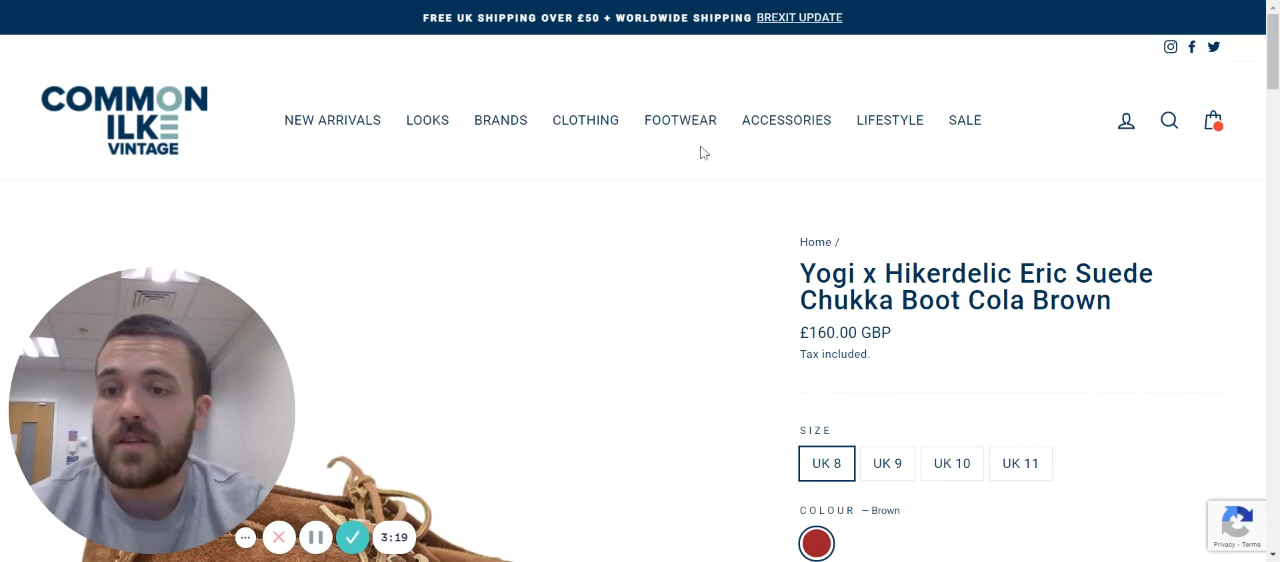 FREE UK SHIPPING OVER £50 + WORLDWIDE SHIPPING BREXIT UPDATE
COMMON
ILKE
VINTAGE
NEW ARRIVALS LOOKS BRANDS CLOTHING FOOTWEAR ACCESSORIES LIFESTYLE SALE
Home /
Yogi x Hikerdelic Eric Suede
Chukka Boot Cola Brown
£160.00 GBP
Tax included.
SIZE
UK 8 UK 9 UK 10 UK 11
COLOUR — Brown
3:19
Privacy - Terms